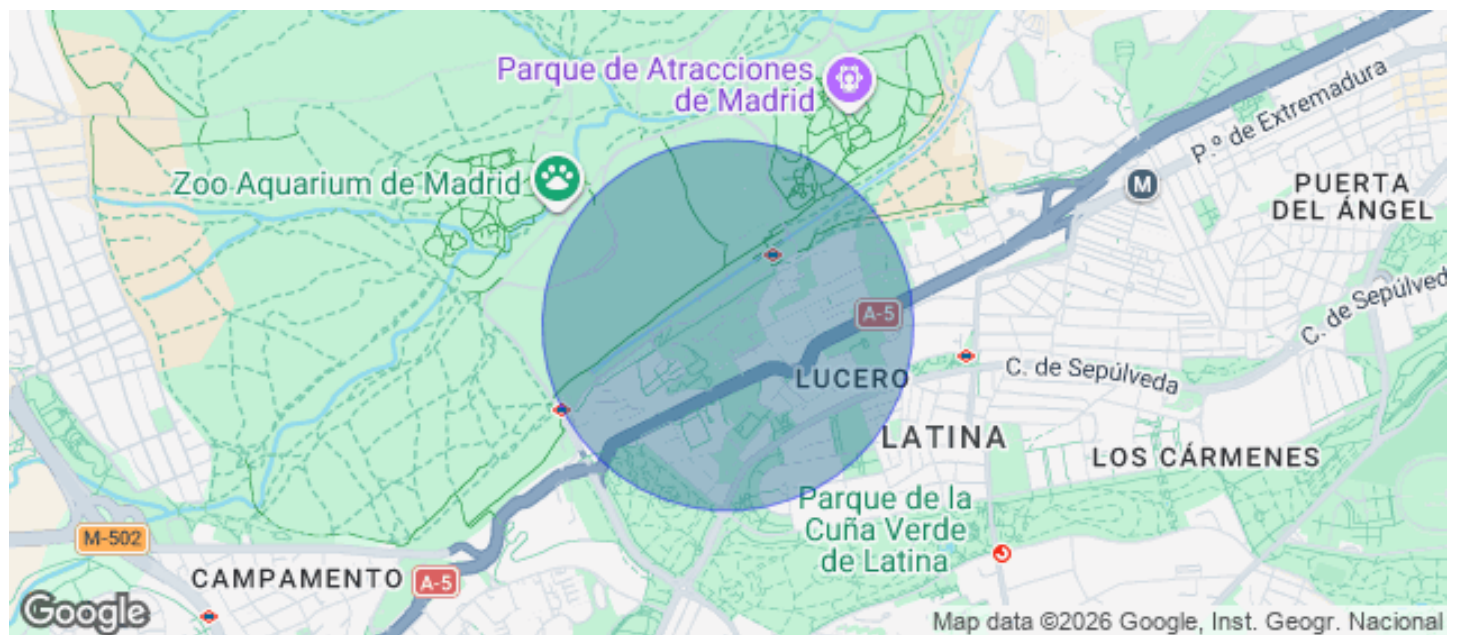 Parque de Atracciones
de Madrid
P.º de Extremadura
M
Zoo Aquarium de Madrid
PUERTA
DEL ÁNGEL
A-5
C. de Sepúlved
LUCERO
C. de Sepúlveda
LATINA
LOS CÁRMENES
Parque de la
Cuña Verde
de Latina
M-502
CAMPAMENTO
A-5
Google
Map data ©2026 Google, Inst. Geogr. Nacional